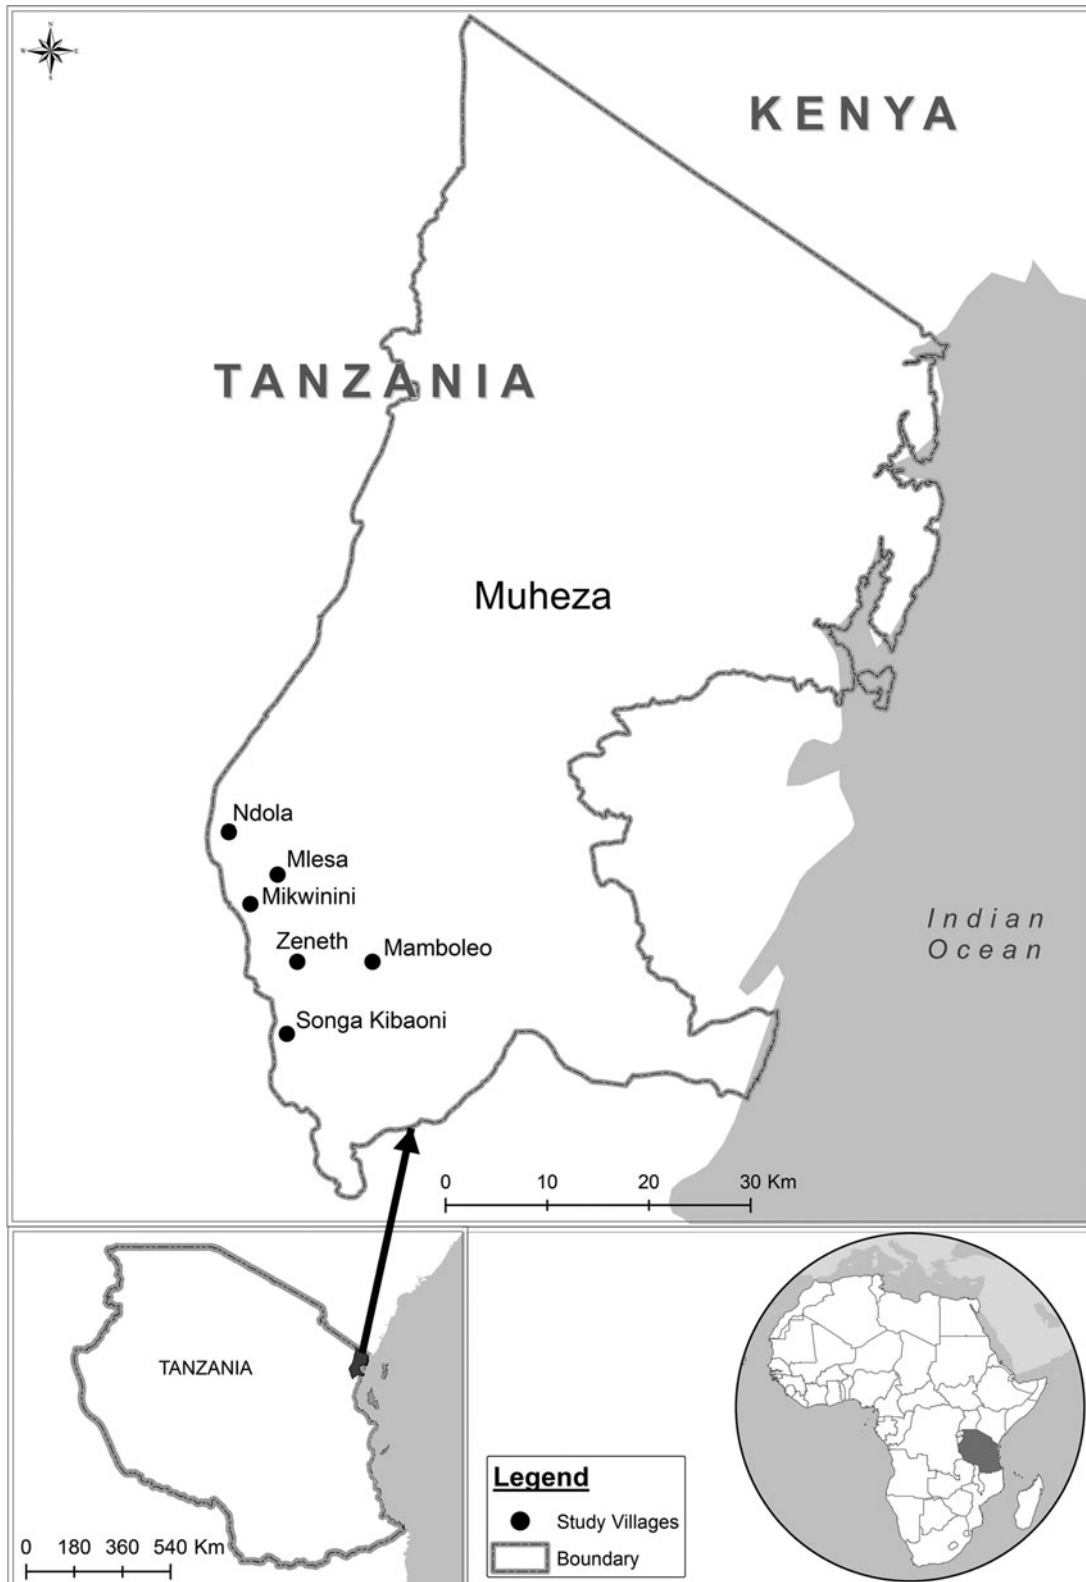 N
W E
S
KENYA
TANZANIA
Muheza
Ndola
Mlesa
Mikwinini
Zeneth
Mamboleo
Songa Kibaoni
Indian
Ocean
0 10 20 30 Km
TANZANIA
0 180 360 540 Km
Legend
Study Villages
Boundary